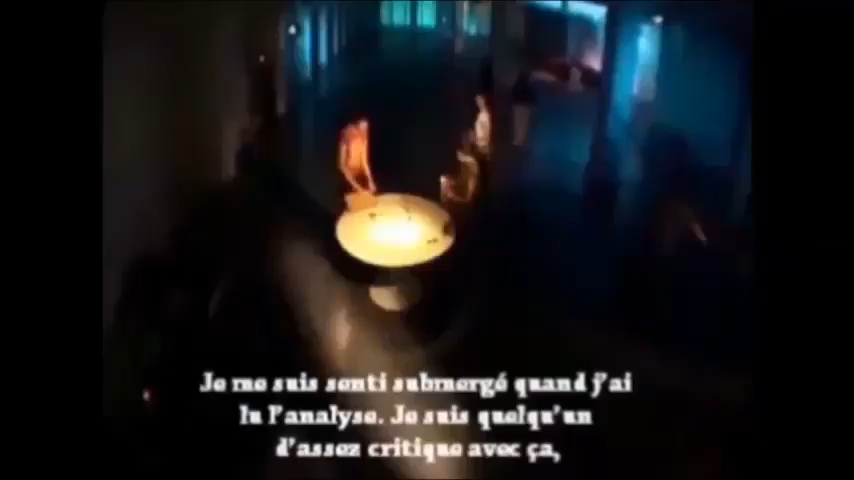 Je me suis senti submergé quand j'ai
lu l'analyse. Je suis quelqu'un
d'assez critique avec ça,